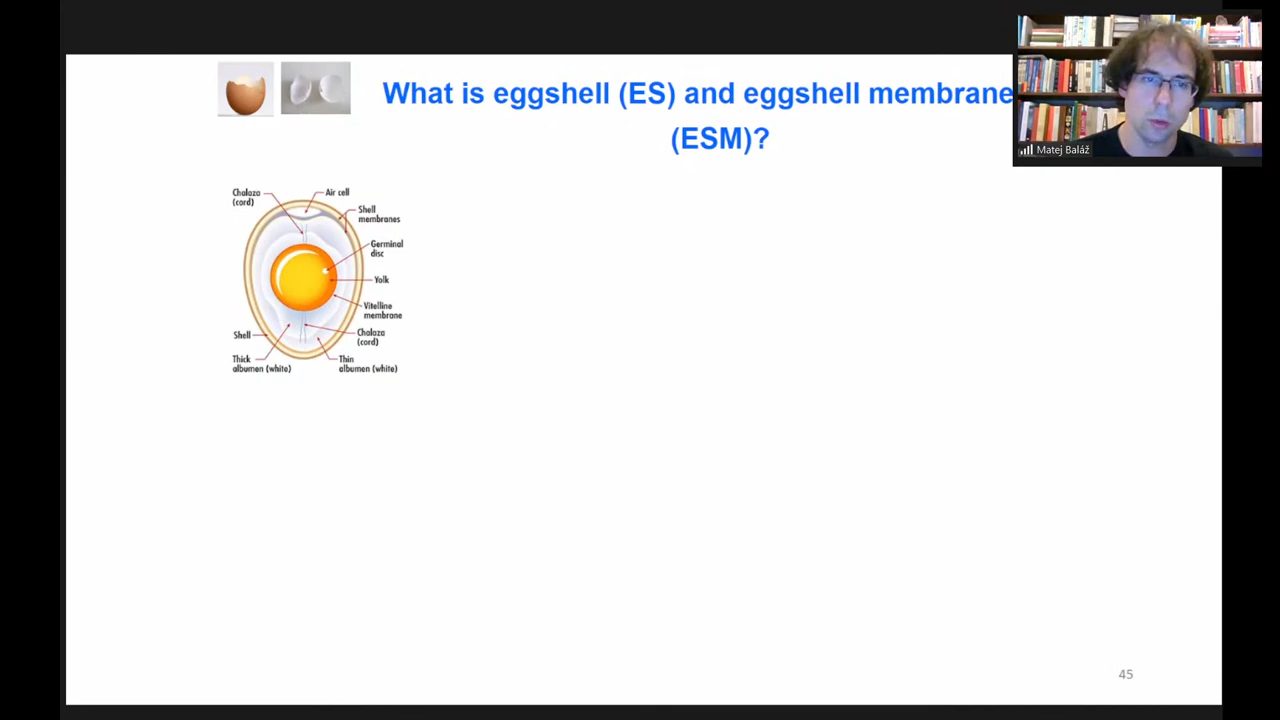 What is eggshell (ES) and eggshell membrane
(ESM)?
Matej Baláž
Chalaza
(cord)
Air cell
Shell
membranes
Germinal
disc
Yolk
Vitelline
membrane
Shell
Chalaza
(cord)
Thick
albumen (white)
Thin
albumen (white)
45